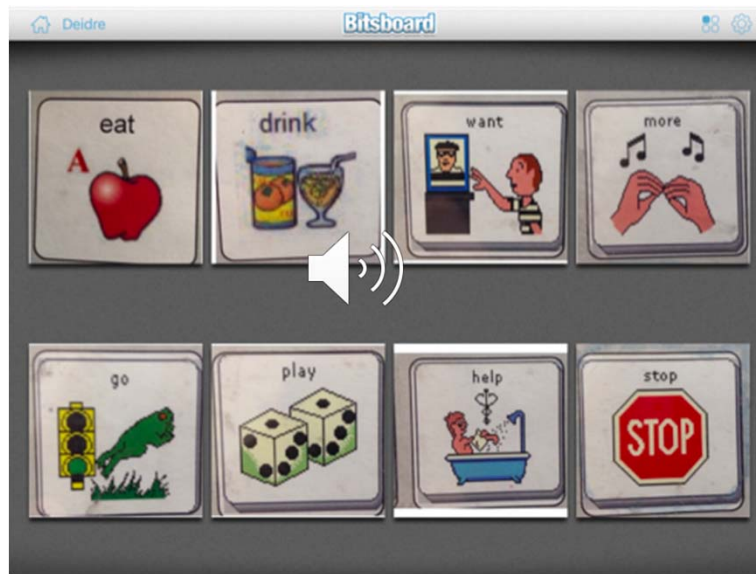 Deidre
Bitsboard
eat
drink
want
more
A
go
play
help
stop
STOP